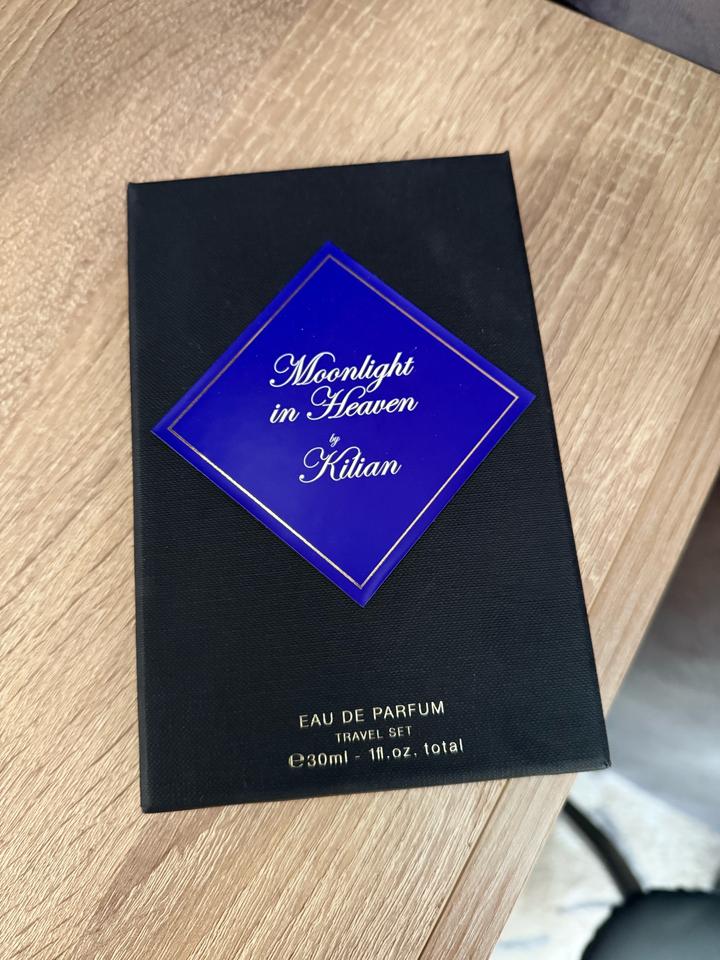 Moonlight
in Heaven
by
Kilian
EAU DE PARFUM
TRAVEL SET
℮30ml - 1fl.oz. total